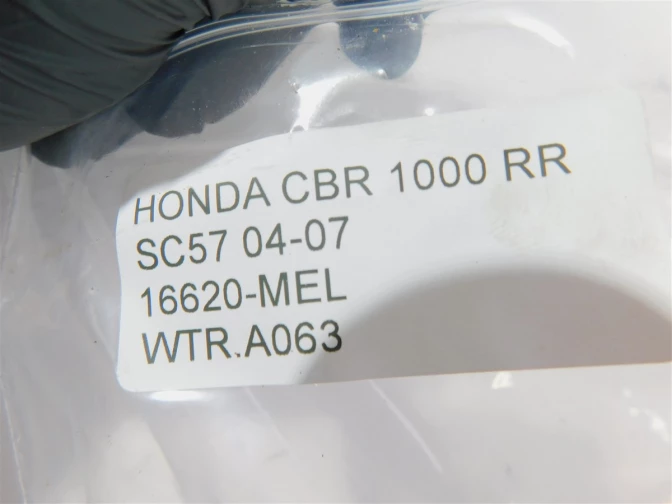 HONDA CBR 1000 RR
SC57 04-07
16620-MEL
WTR.A063